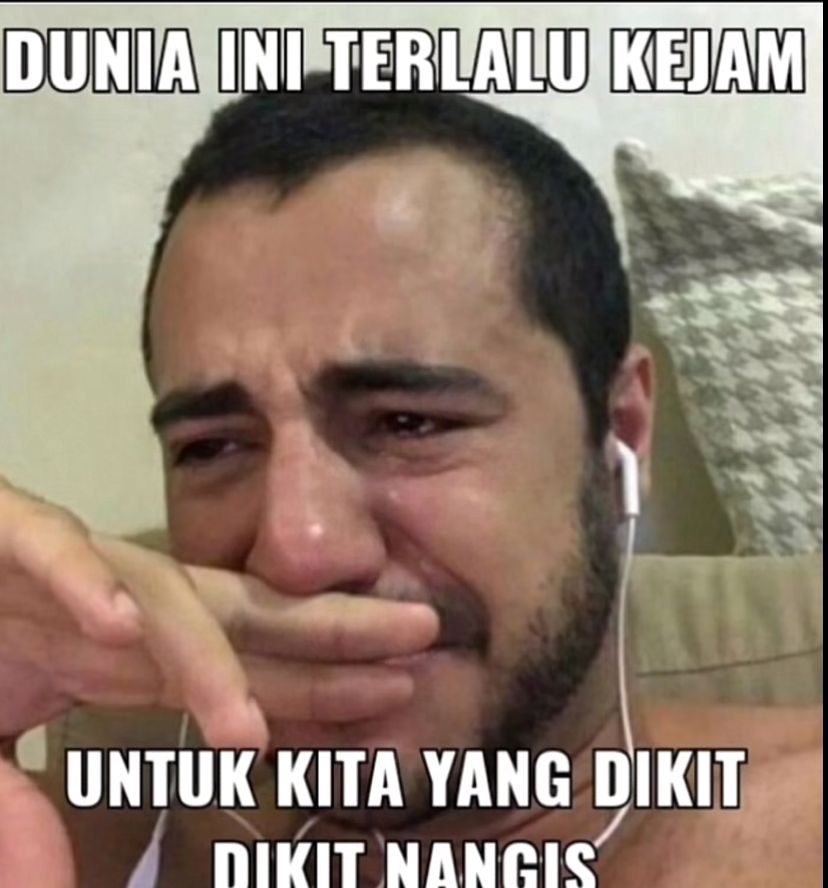 DUNIA INI TERLALU KEJAM
UNTUK KITA YANG DIKIT
DIKIT NANGIS